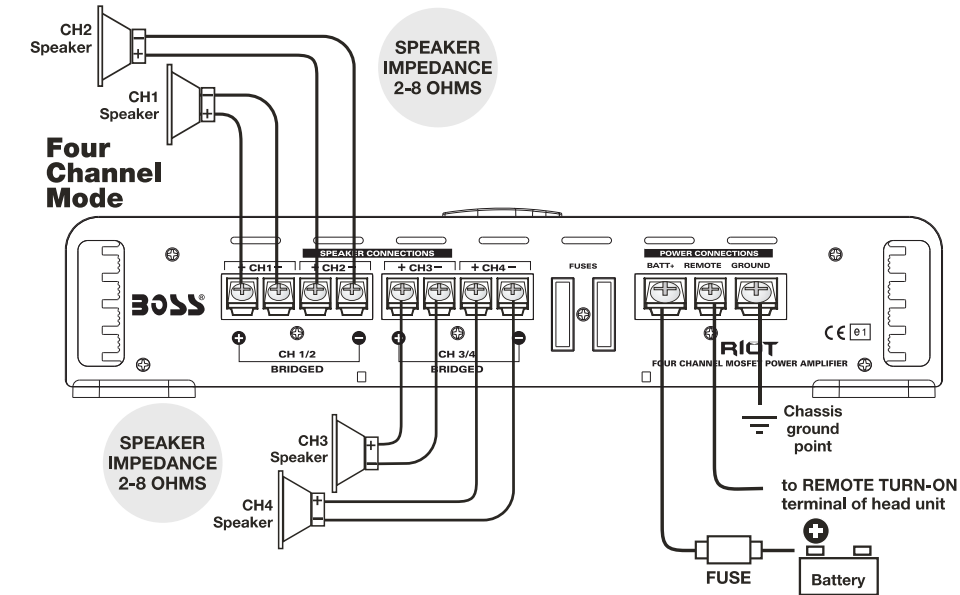 CH2
Speaker
SPEAKER
IMPEDANCE
2-8 OHMS
CH1
Speaker
Four
Channel
Mode
SPEAKER CONNECTIONS
POWER CONNECTIONS
+ CH1 - + CH2 - + CH3 - + CH4 -
FUSES
BATT+ REMOTE GROUND
BOSS®
CH 1/2
BRIDGED
CH 3/4
BRIDGED
CE e1
RIOT
FOUR CHANNEL MOSFET POWER AMPLIFIER
SPEAKER
IMPEDANCE
2-8 OHMS
CH3
Speaker
CH4
Speaker
Chassis
ground
point
to REMOTE TURN-ON
terminal of head unit
FUSE
Battery